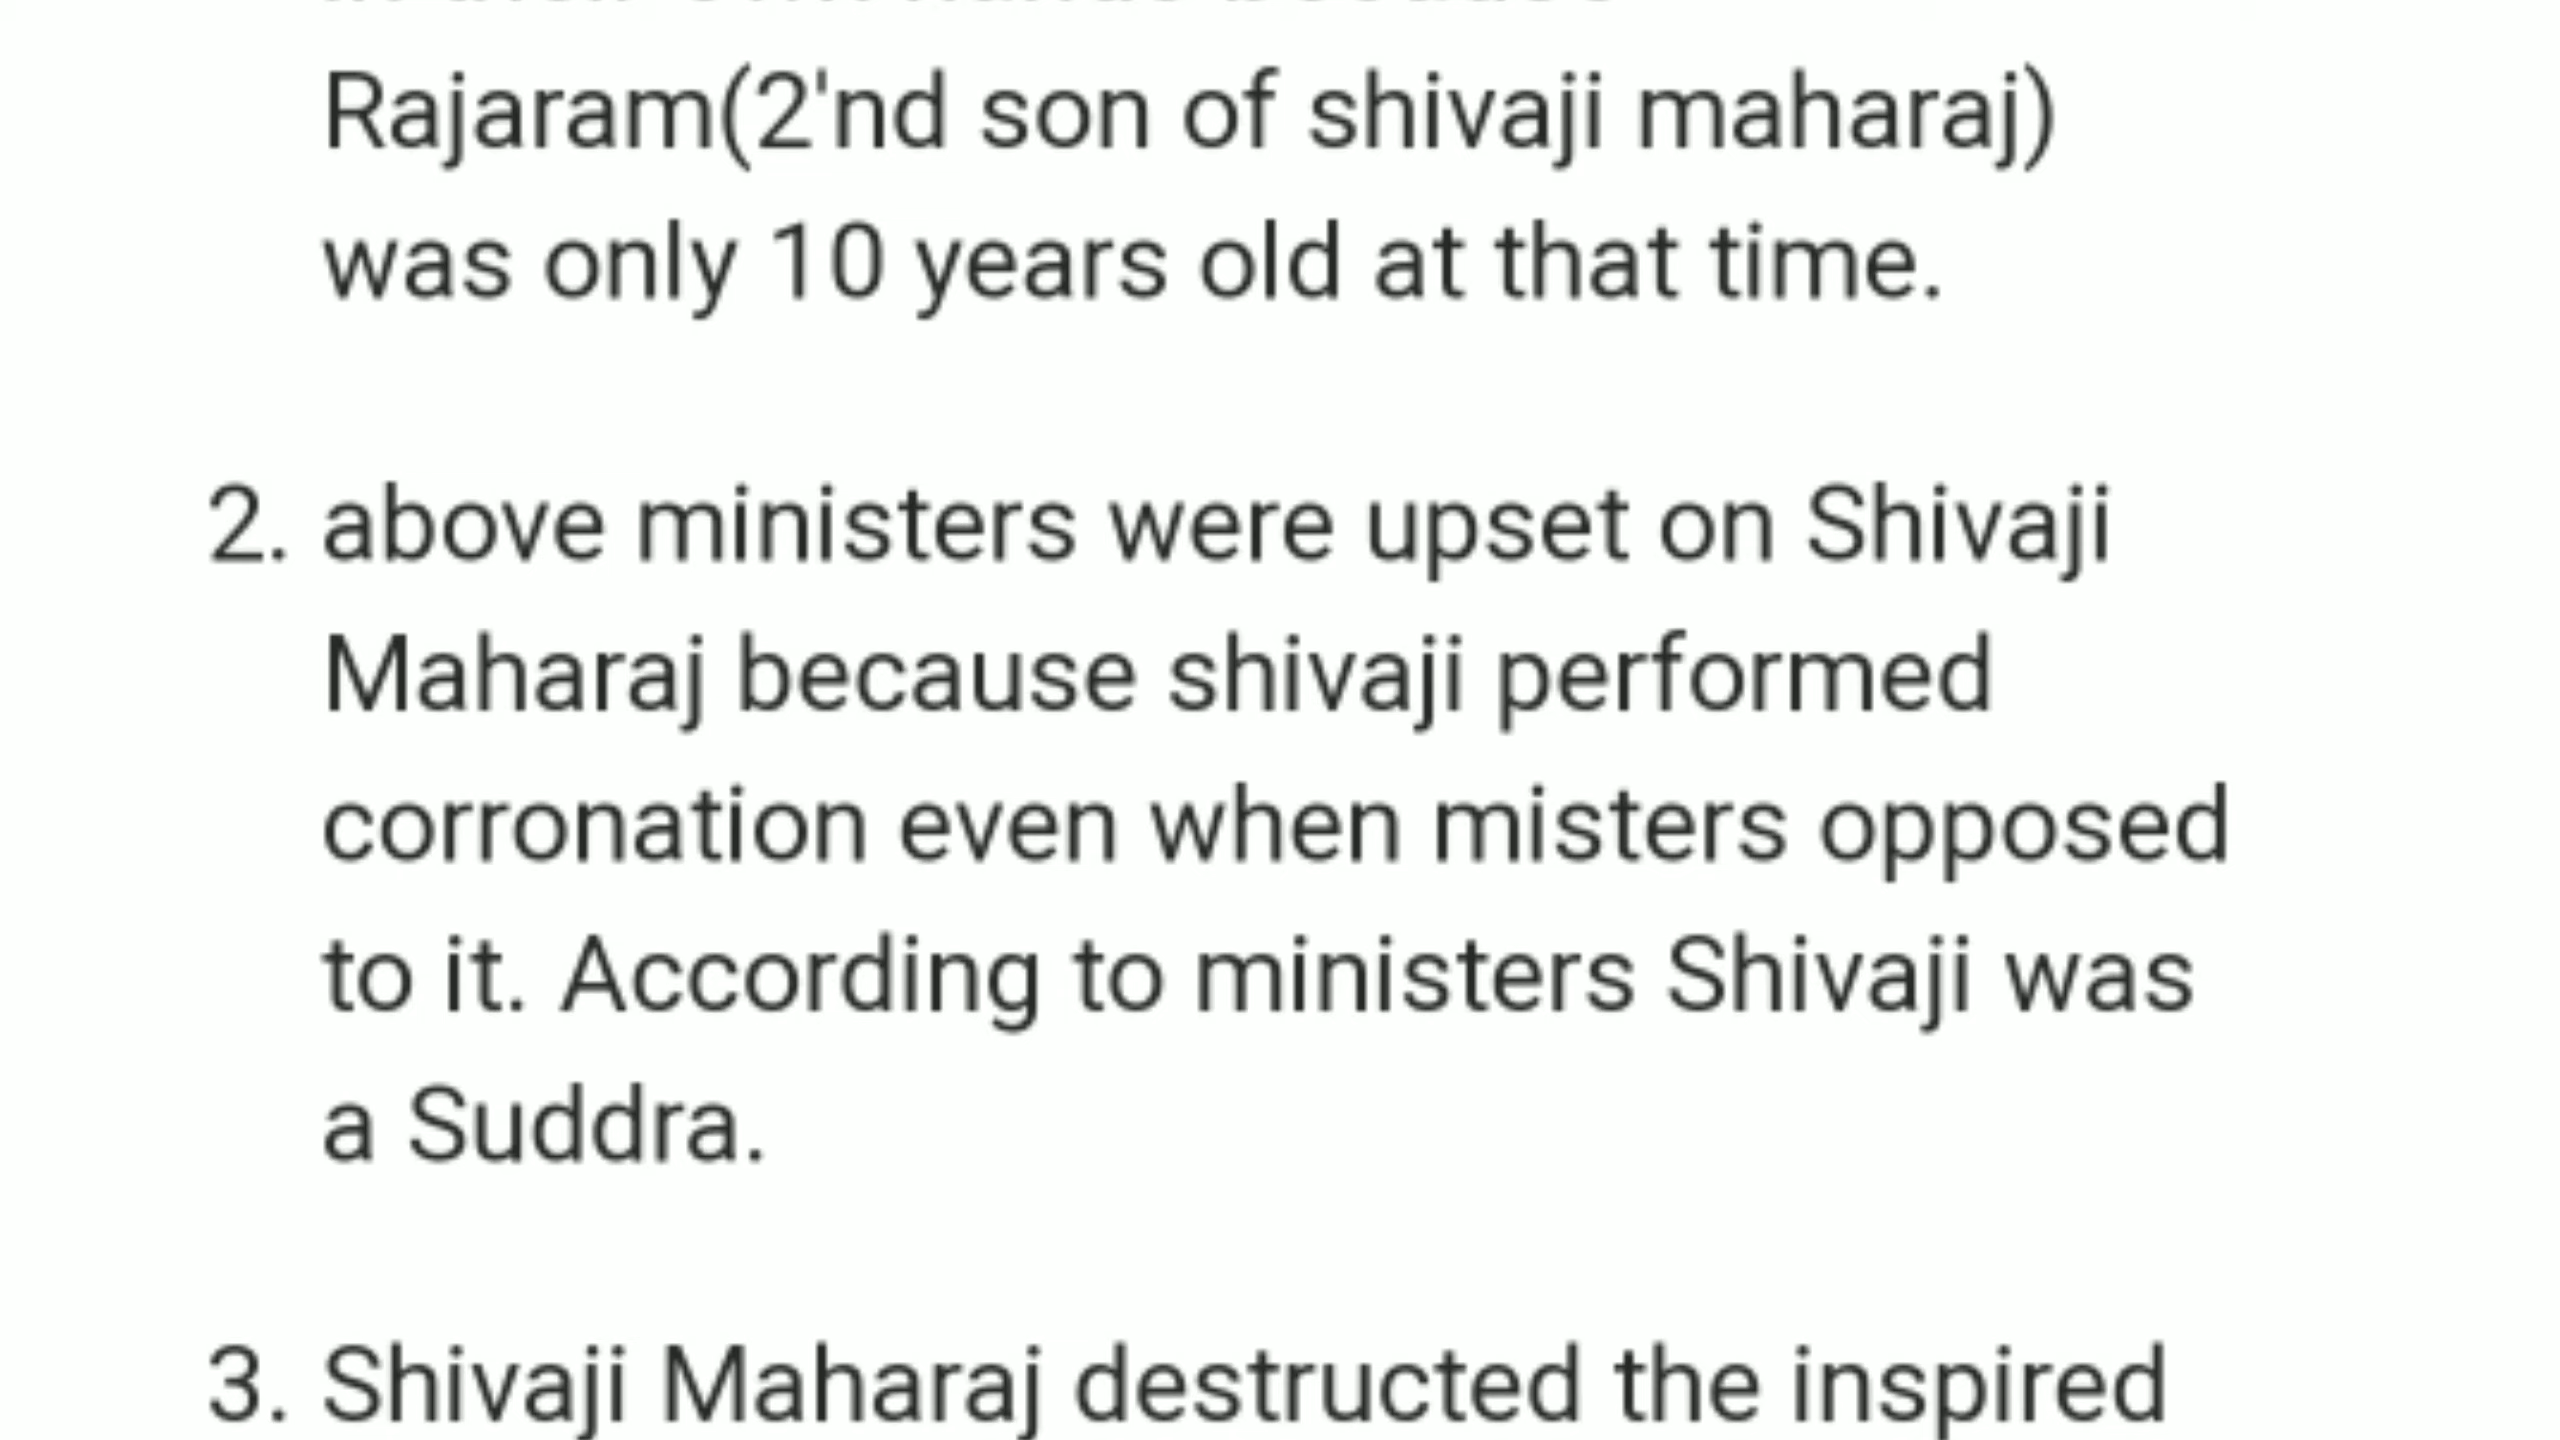 Rajaram(2'nd son of shivaji maharaj)
was only 10 years old at that time.
2. above ministers were upset on Shivaji
Maharaj because shivaji performed
corronation even when misters opposed
to it. According to ministers Shivaji was
a Suddra.
3. Shivaji Maharaj destructed the inspired